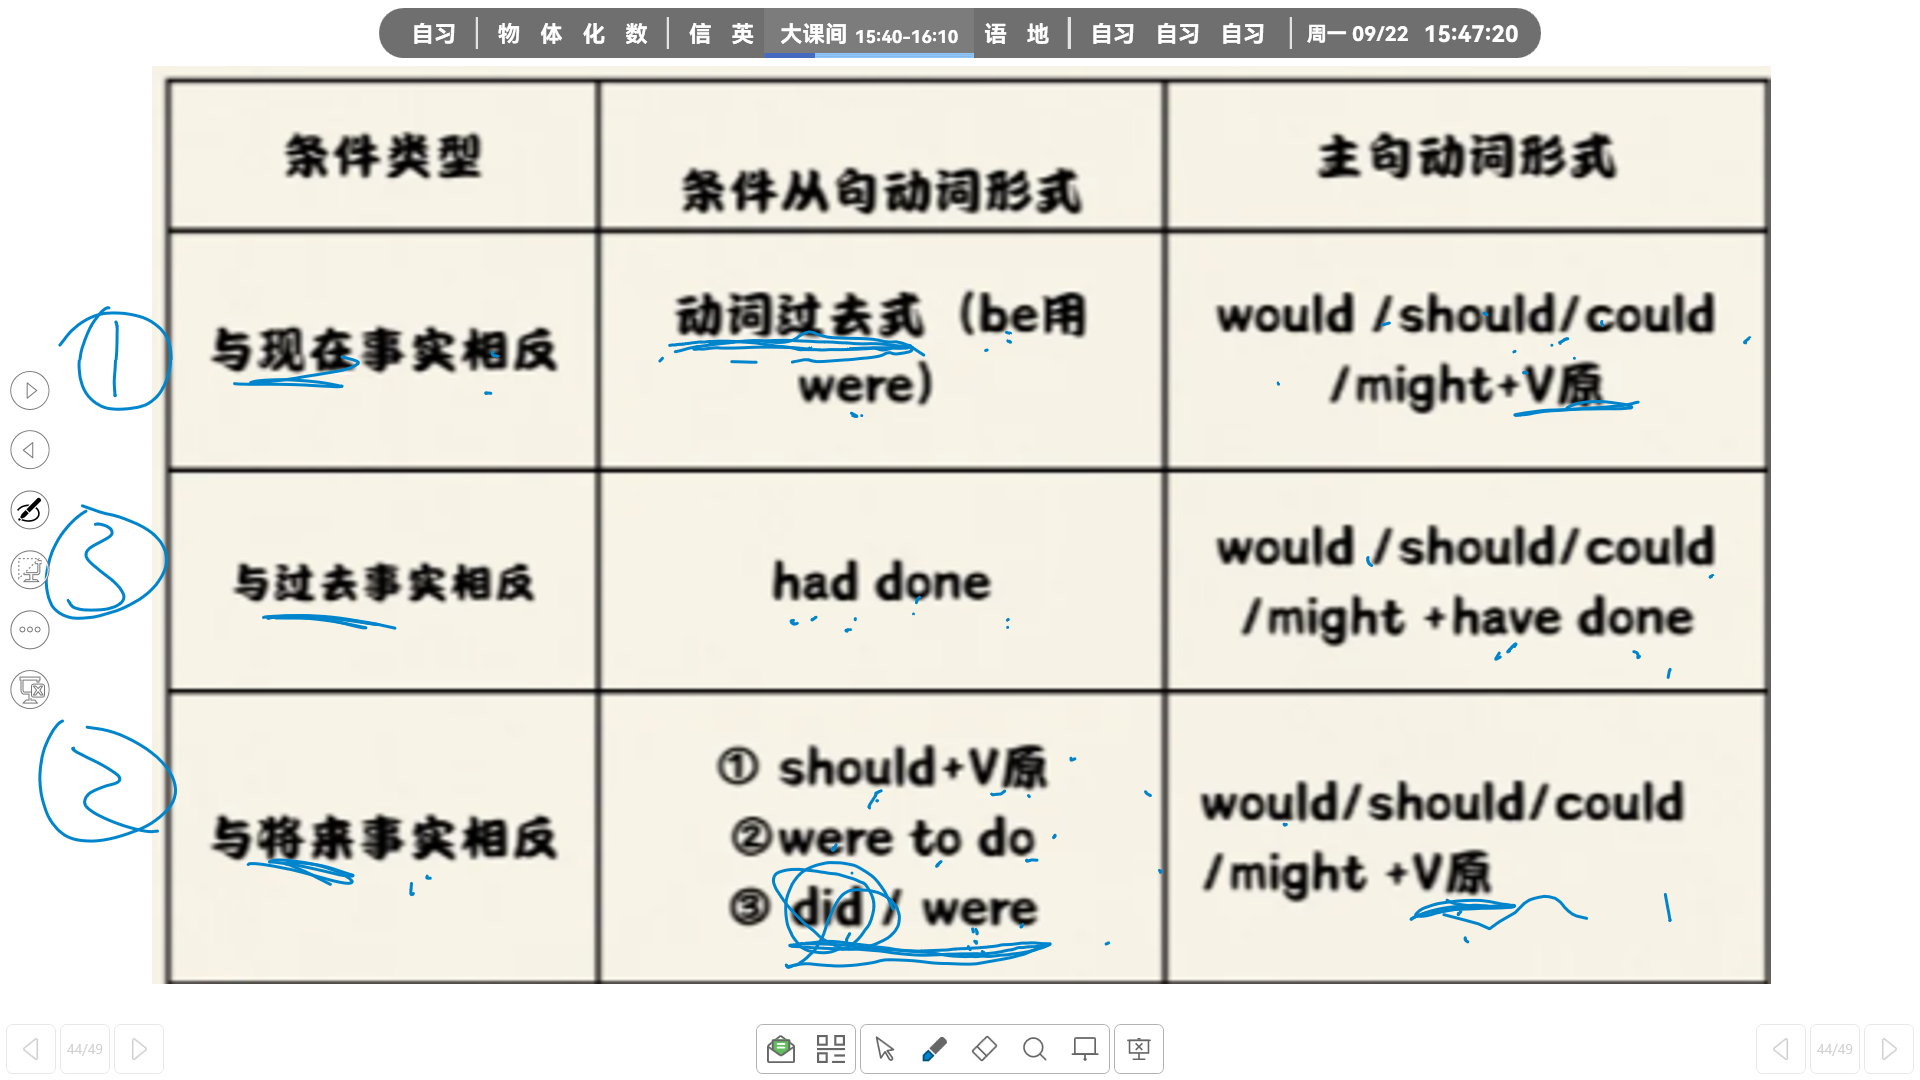 自习 | 物 体 化 数 | 信 英 大课间 15:40-16:10 语 地 | 自习 自习 自习 | 周一 09/22 15:47:20
条件类型
条件从句动词形式
主句动词形式
①
与现在事实相反
动词过去式（be用
were）
would /should/could
/might+V原
③
与过去事实相反
had done
would /should/could
/might +have done
②
与将来事实相反
① should+V原
②were to do
③ did / were
would/should/could
/might +V原
44/49
44/49